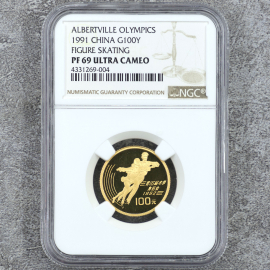 ALBERTVILLE OLYMPICS
1991 CHINA G100Y
FIGURE SKATING
PF 69 ULTRA CAMEO
4331269-004
NUMISMATIC GUARANTY CORPORATION
NGC
1992
100元